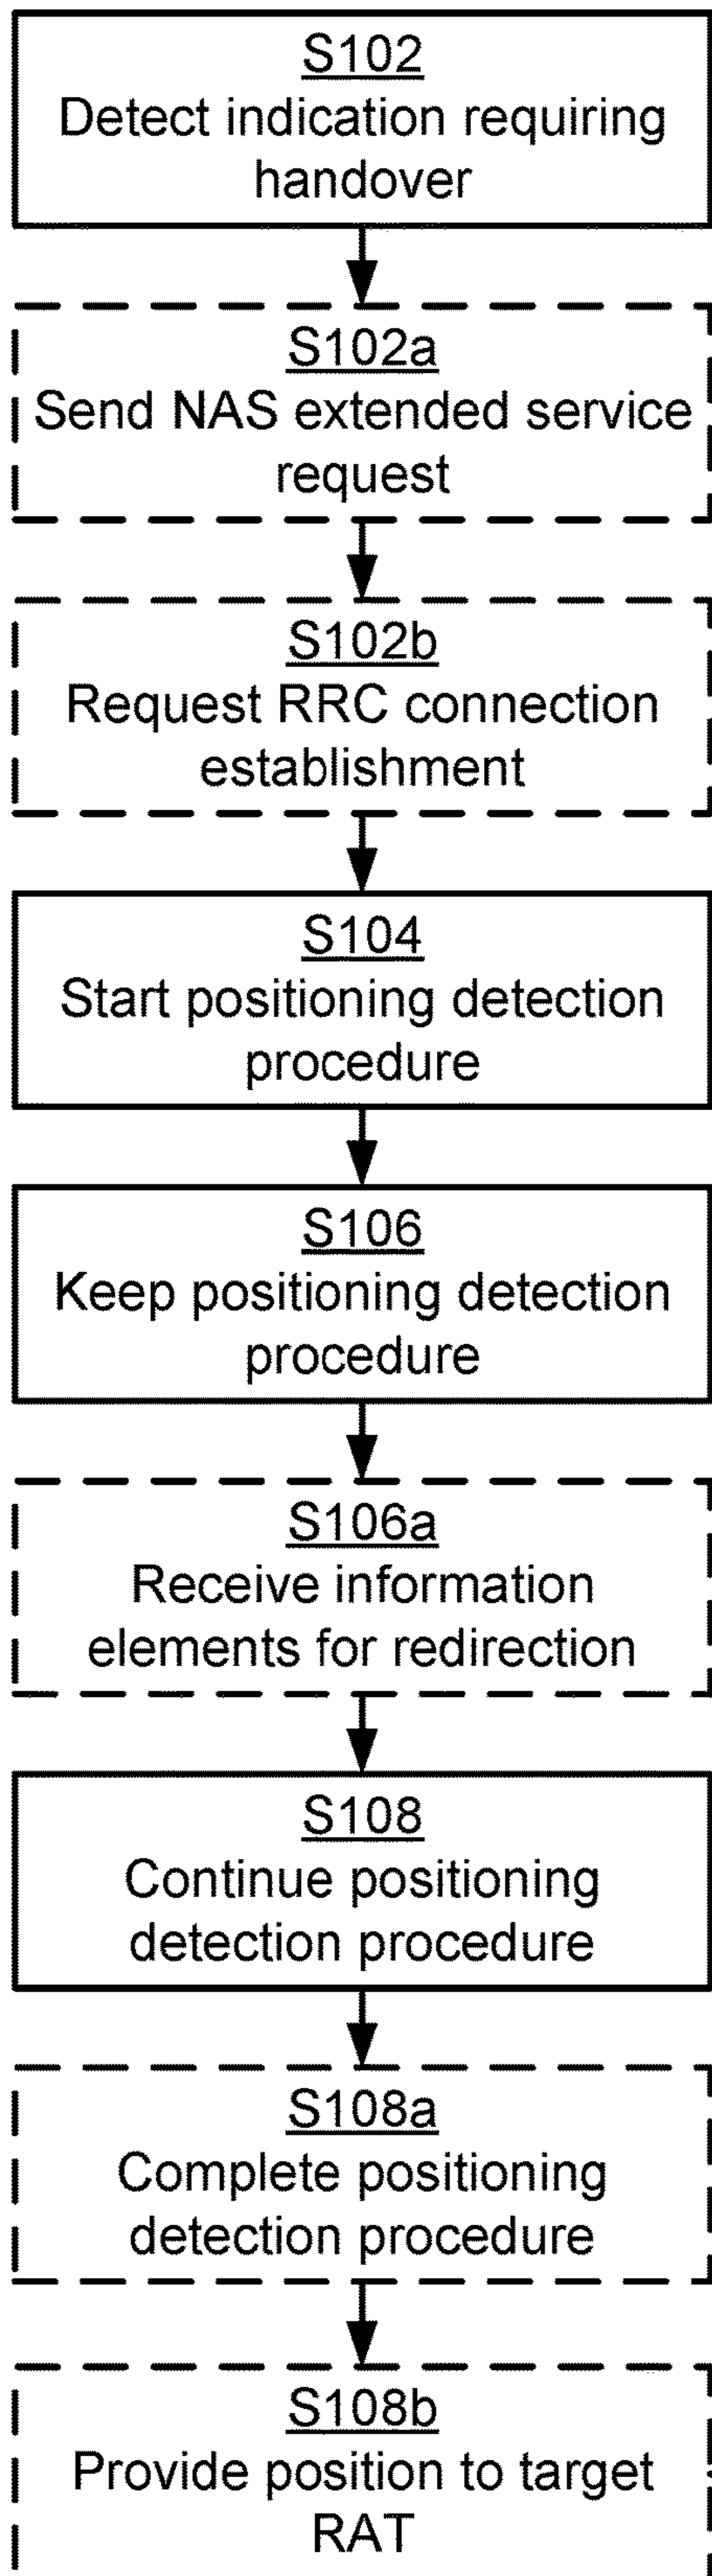 S102
Detect indication requiring
handover
S102a
Send NAS extended service
request
S102b
Request RRC connection
establishment
S104
Start positioning detection
procedure
S106
Keep positioning detection
procedure
S106a
Receive information
elements for redirection
S108
Continue positioning
detection procedure
S108a
Complete positioning
detection procedure
S108b
Provide position to target
RAT